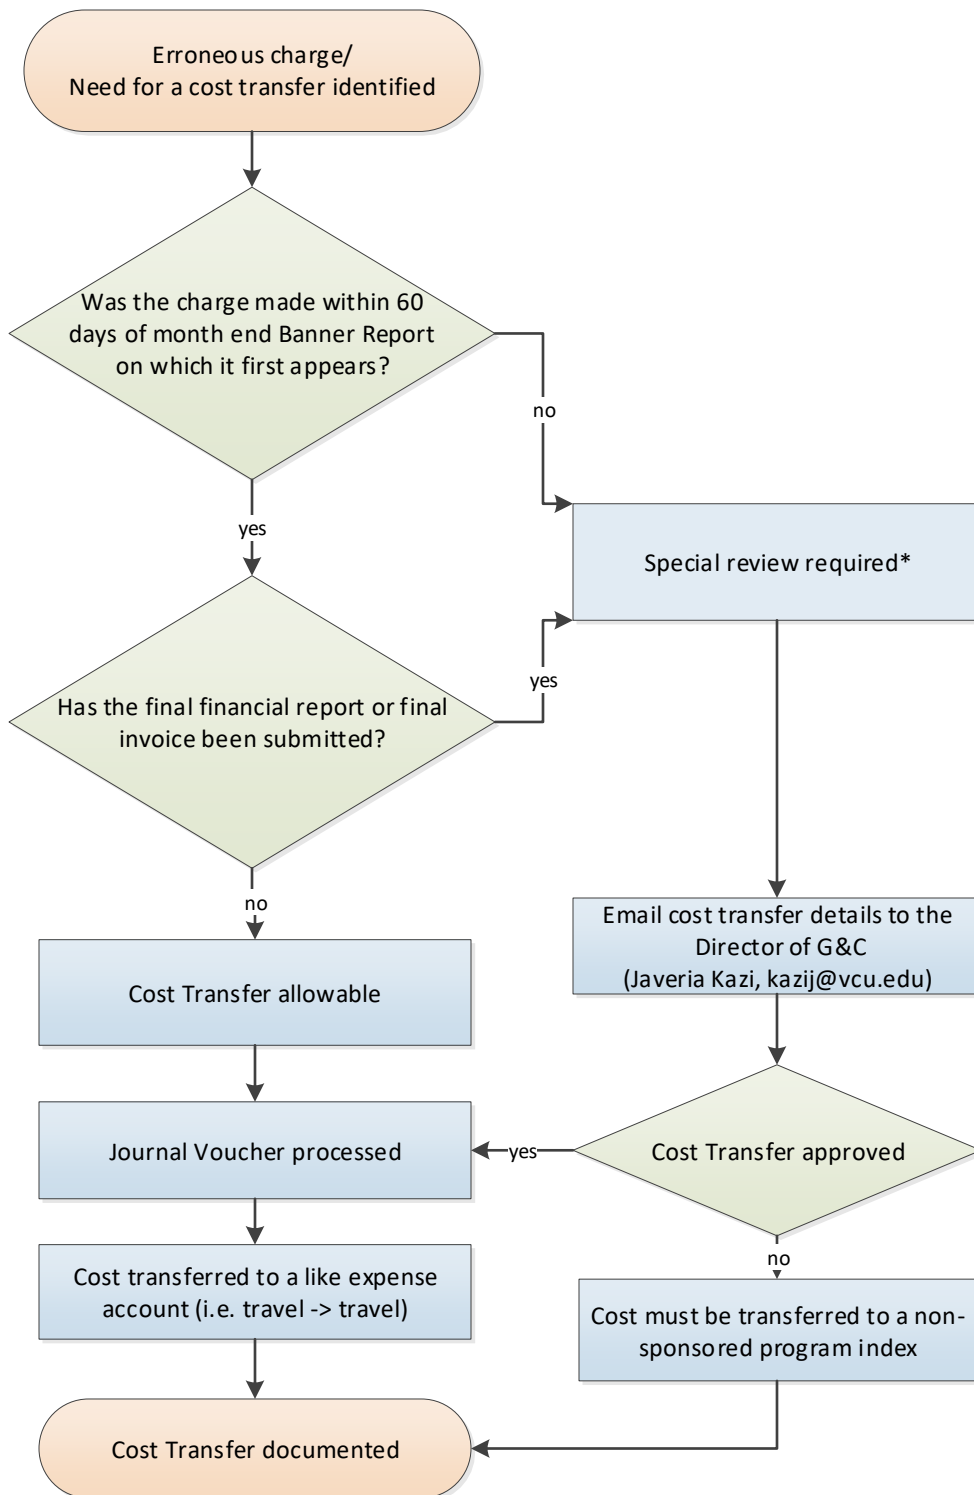 Erroneous charge/
Need for a cost transfer identified
Was the charge made within 60
days of month end Banner Report
on which it first appears?
no
yes
Special review required*
Has the final financial report or final
invoice been submitted?
yes
no
Email cost transfer details to the
Director of G&C
(Javeria Kazi, kazij@vcu.edu)
Cost Transfer allowable
Journal Voucher processed
yes
Cost Transfer approved
no
Cost transferred to a like expense
account (i.e. travel -> travel)
Cost must be transferred to a non-
sponsored program index
Cost Transfer documented